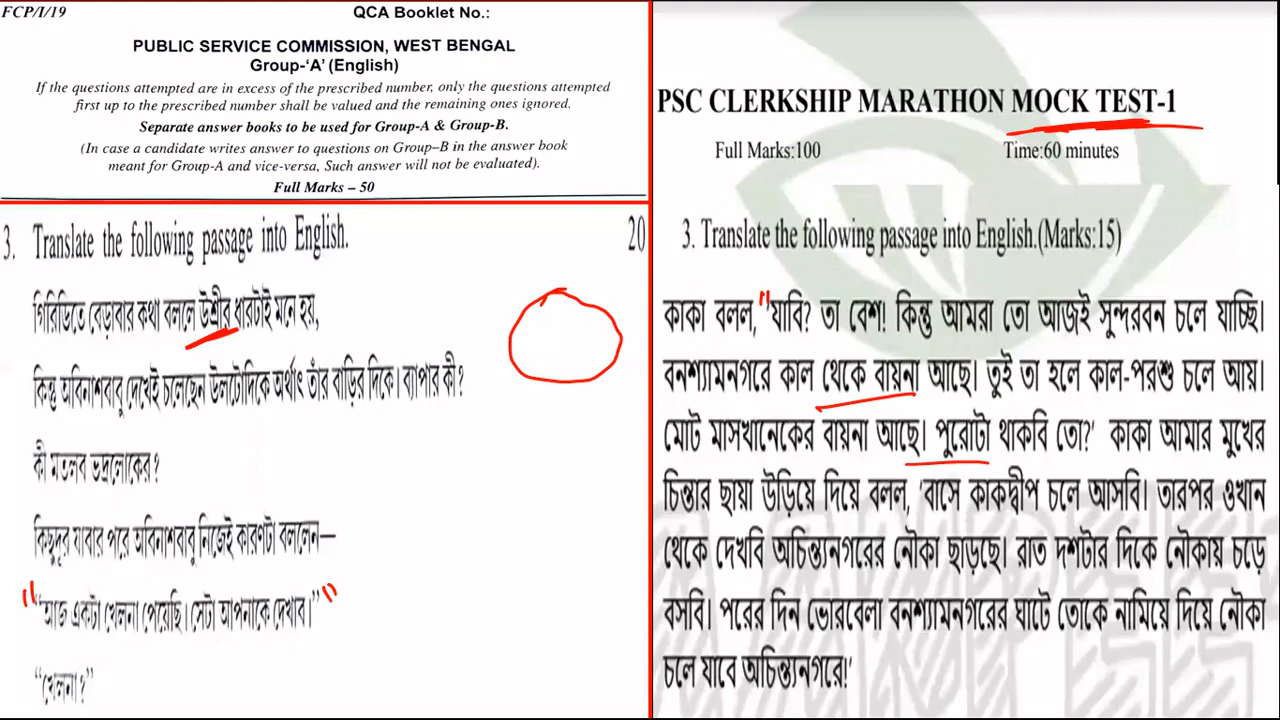 FCP/I/19
QCA Booklet No.:
PUBLIC SERVICE COMMISSION, WEST BENGAL
Group-'A' (English)
If the questions attempted are in excess of the prescribed number, only the questions attempted
first up to the prescribed number shall be valued and the remaining ones ignored.
Separate answer books to be used for Group-A & Group-B.
(In case a candidate writes answer to questions on Group–B in the answer book
meant for Group-A and vice-versa, Such answer will not be evaluated).
Full Marks – 50
3. Translate the following passage into English. 20
গিরিডিতে বেড়াবার কথা বললে উশ্রীর ধারটাই মনে হয়,
কিন্তু অবিনাশবাবু দেখেই চলেছেন উলটোদিকে অর্থাৎ তাঁর বাড়ির দিকে। ব্যাপার কী?
কী মতলব ভদ্রলোকের?
কিছুদূর যাবার পরে অবিনাশবাবু নিজেই কারণটা বললেন—
"আজ একটা খেলনা পেয়েছি। সেটা আপনাকে দেখাব।"
"খেলনা?"
PSC CLERKSHIP MARATHON MOCK TEST-1
Full Marks:100
Time:60 minutes
3. Translate the following passage into English.(Marks:15)
কাকা বলল, "যাবি? তা বেশ! কিন্তু আমরা তো আজই সুন্দরবন চলে যাচ্ছি।
বনশ্যামনগরে কাল থেকে বায়না আছে। তুই তা হলে কাল-পরশু চলে আয়।
মোট মাসখানেকের বায়না আছে। পুরোটা থাকবি তো?' কাকা আমার মুখের
চিন্তার ছায়া উড়িয়ে দিয়ে বলল, 'বাসে কাকদ্বীপ চলে আসবি। তারপর ওখান
থেকে দেখবি অচিন্ত্যনগরের নৌকা ছাড়ছে। রাত দশটার দিকে নৌকায় চড়ে
বসবি। পরের দিন ভোরবেলা বনশ্যামনগরের ঘাটে তোকে নামিয়ে দিয়ে নৌকা
চলে যাবে অচিন্ত্যনগরে!'